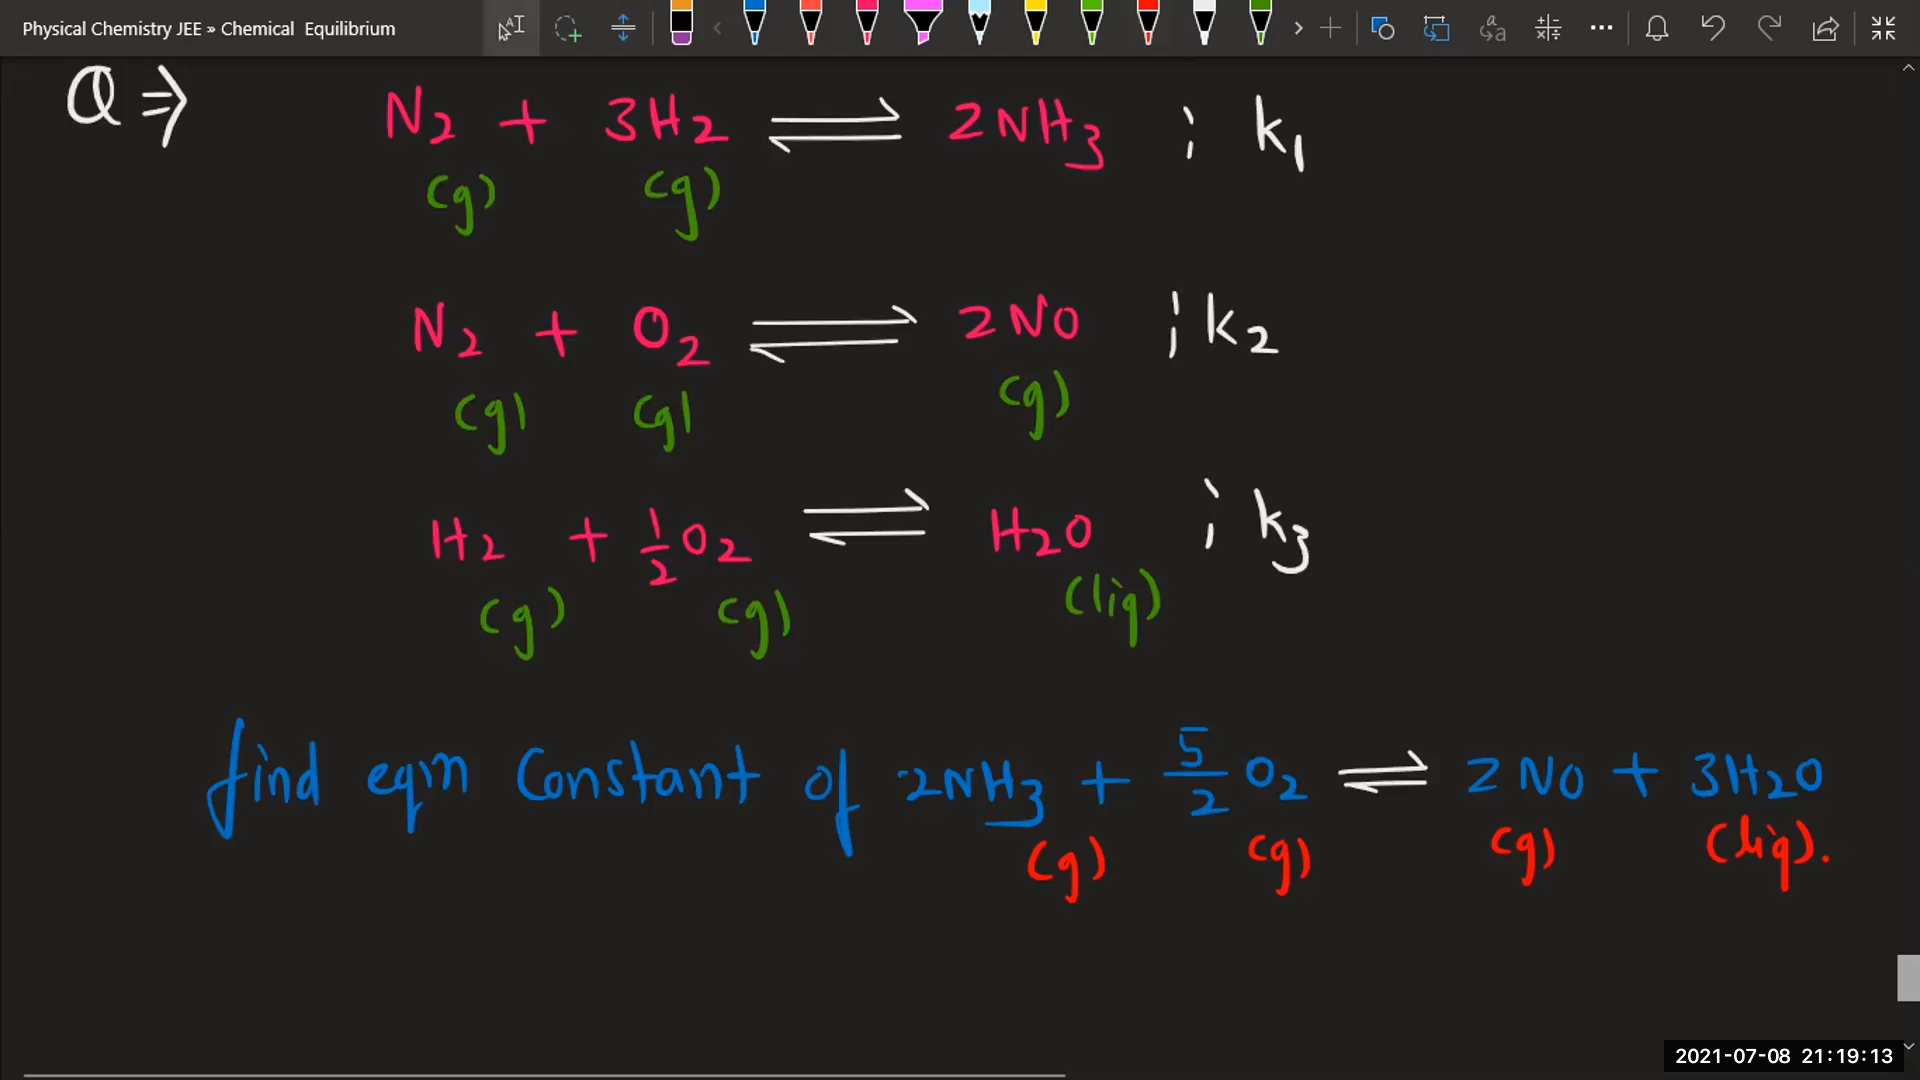 Physical Chemistry JEE » Chemical Equilibrium
Q ⇒ N2 + 3H2 ⇌ 2NH3 ; k1
(g) (g)
N2 + O2 ⇌ 2NO ; k2
(g) (g) (g)
H2 + 1/2 O2 ⇌ H2O ; k3
(g) (g) (liq)
find eqm Constant of 2NH3 + 5/2 O2 ⇌ 2NO + 3H2O
(g) (g) (g) (liq).
2021-07-08 21:19:13